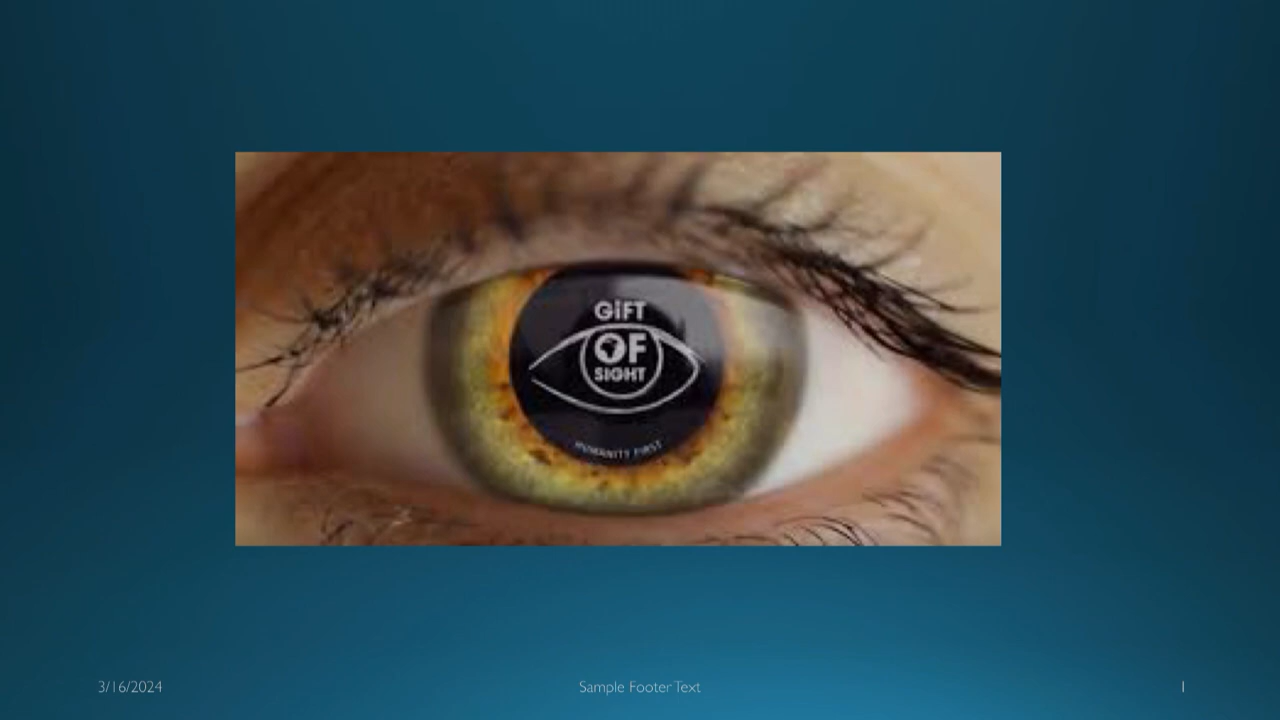 GiFT
OF
SIGHT
HUMANITY FIRST
3/16/2024
Sample Footer Text
1